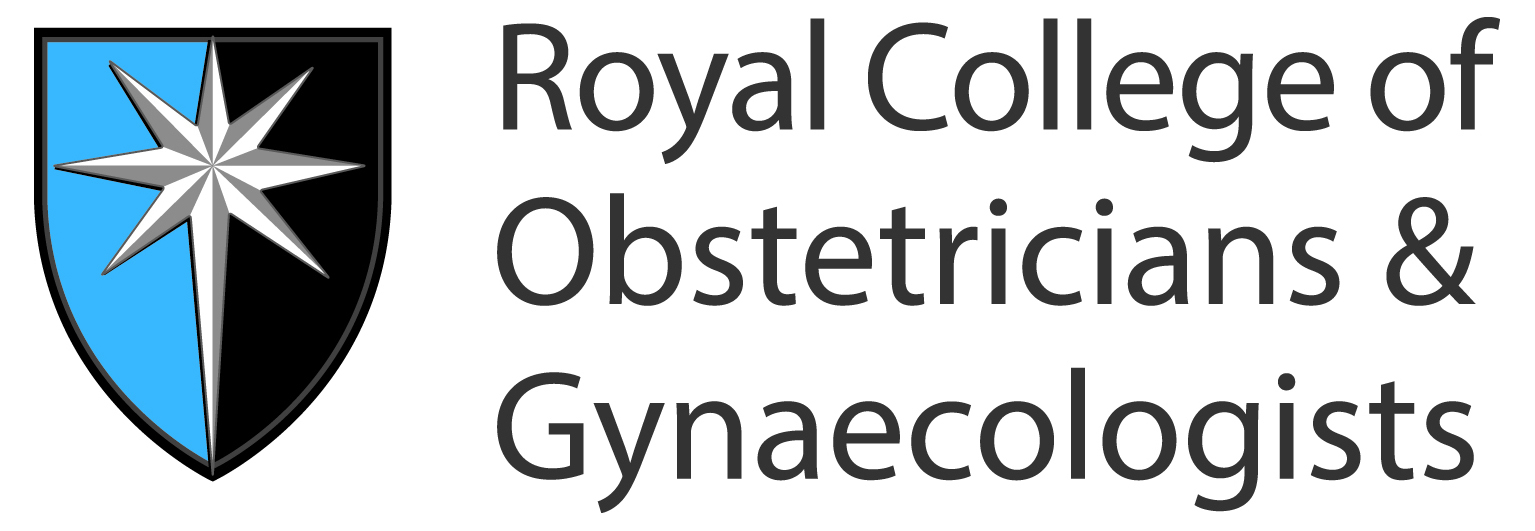 Royal College of
Obstetricians &
Gynaecologists